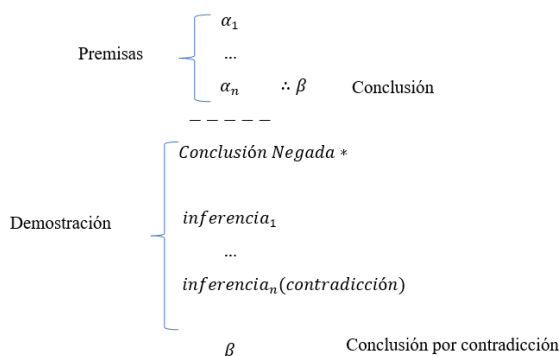 α₁
Premisas
...
αₙ ∴ β Conclusión
– – – – –
Conclusión Negada *
Demostración
inferencia₁
...
inferenciaₙ(contradicción)
β Conclusión por contradicción